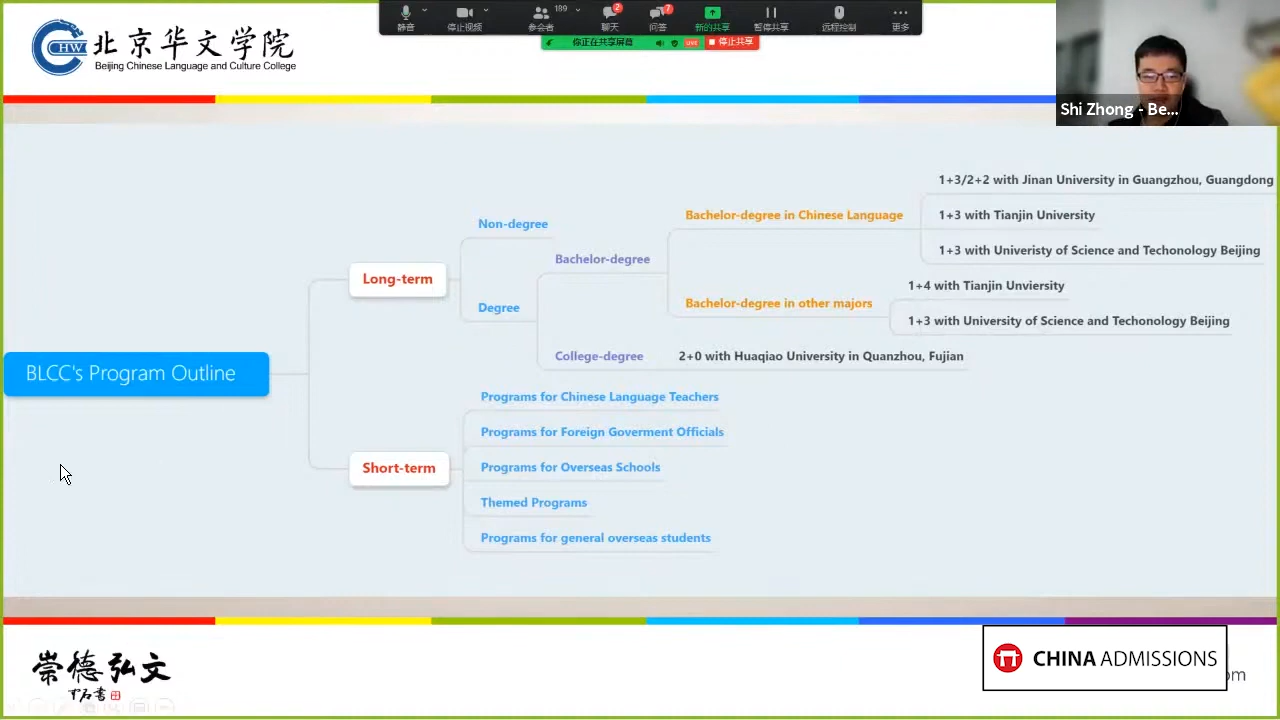 北京华文学院
Beijing Chinese Language and Culture College
CHW
189
2
7
静音
停止视频
参会者
聊天
问答
新的共享
暂停共享
远程控制
更多
你正在共享屏幕
LIVE
停止共享
Shi Zhong - Be...
BLCC's Program Outline
Long-term
Non-degree
Degree
Bachelor-degree
Bachelor-degree in Chinese Language
1+3/2+2 with Jinan University in Guangzhou, Guangdong
1+3 with Tianjin University
1+3 with Univeristy of Science and Techonology Beijing
Bachelor-degree in other majors
1+4 with Tianjin Unviersity
1+3 with University of Science and Techonology Beijing
College-degree
2+0 with Huaqiao University in Quanzhou, Fujian
Short-term
Programs for Chinese Language Teachers
Programs for Foreign Goverment Officials
Programs for Overseas Schools
Themed Programs
Programs for general overseas students
崇德弘文
CHINA ADMISSIONS
om